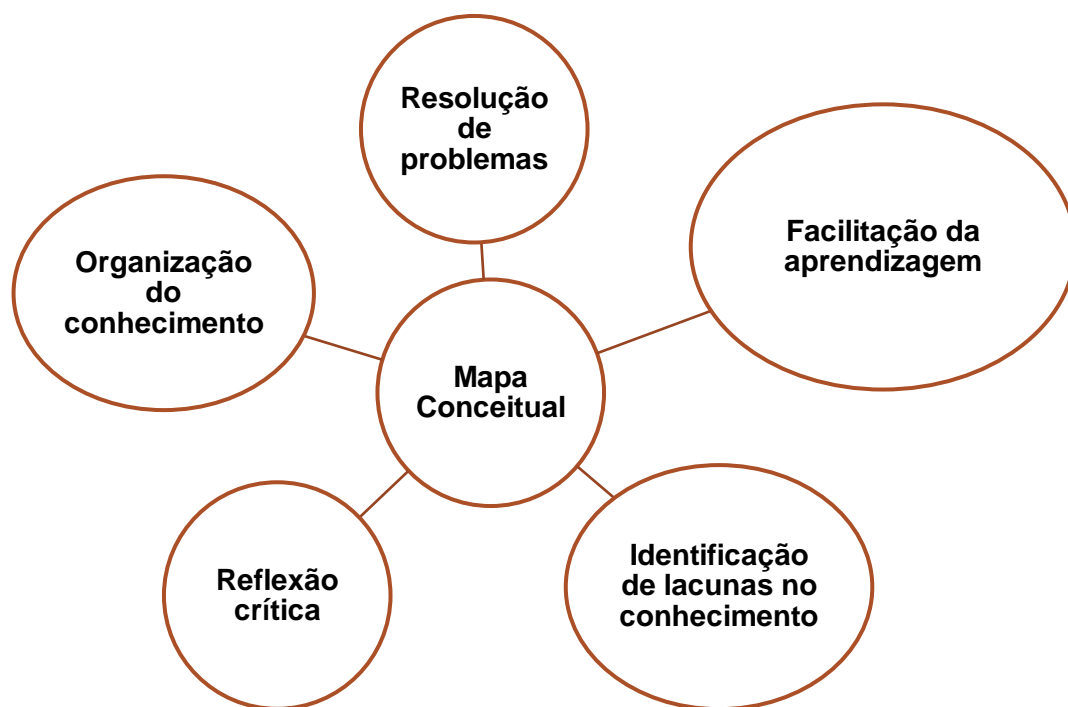 Resolução
de
problemas
Facilitação da
aprendizagem
Organização
do
conhecimento
Mapa
Conceitual
Identificação
de lacunas no
conhecimento
Reflexão
crítica